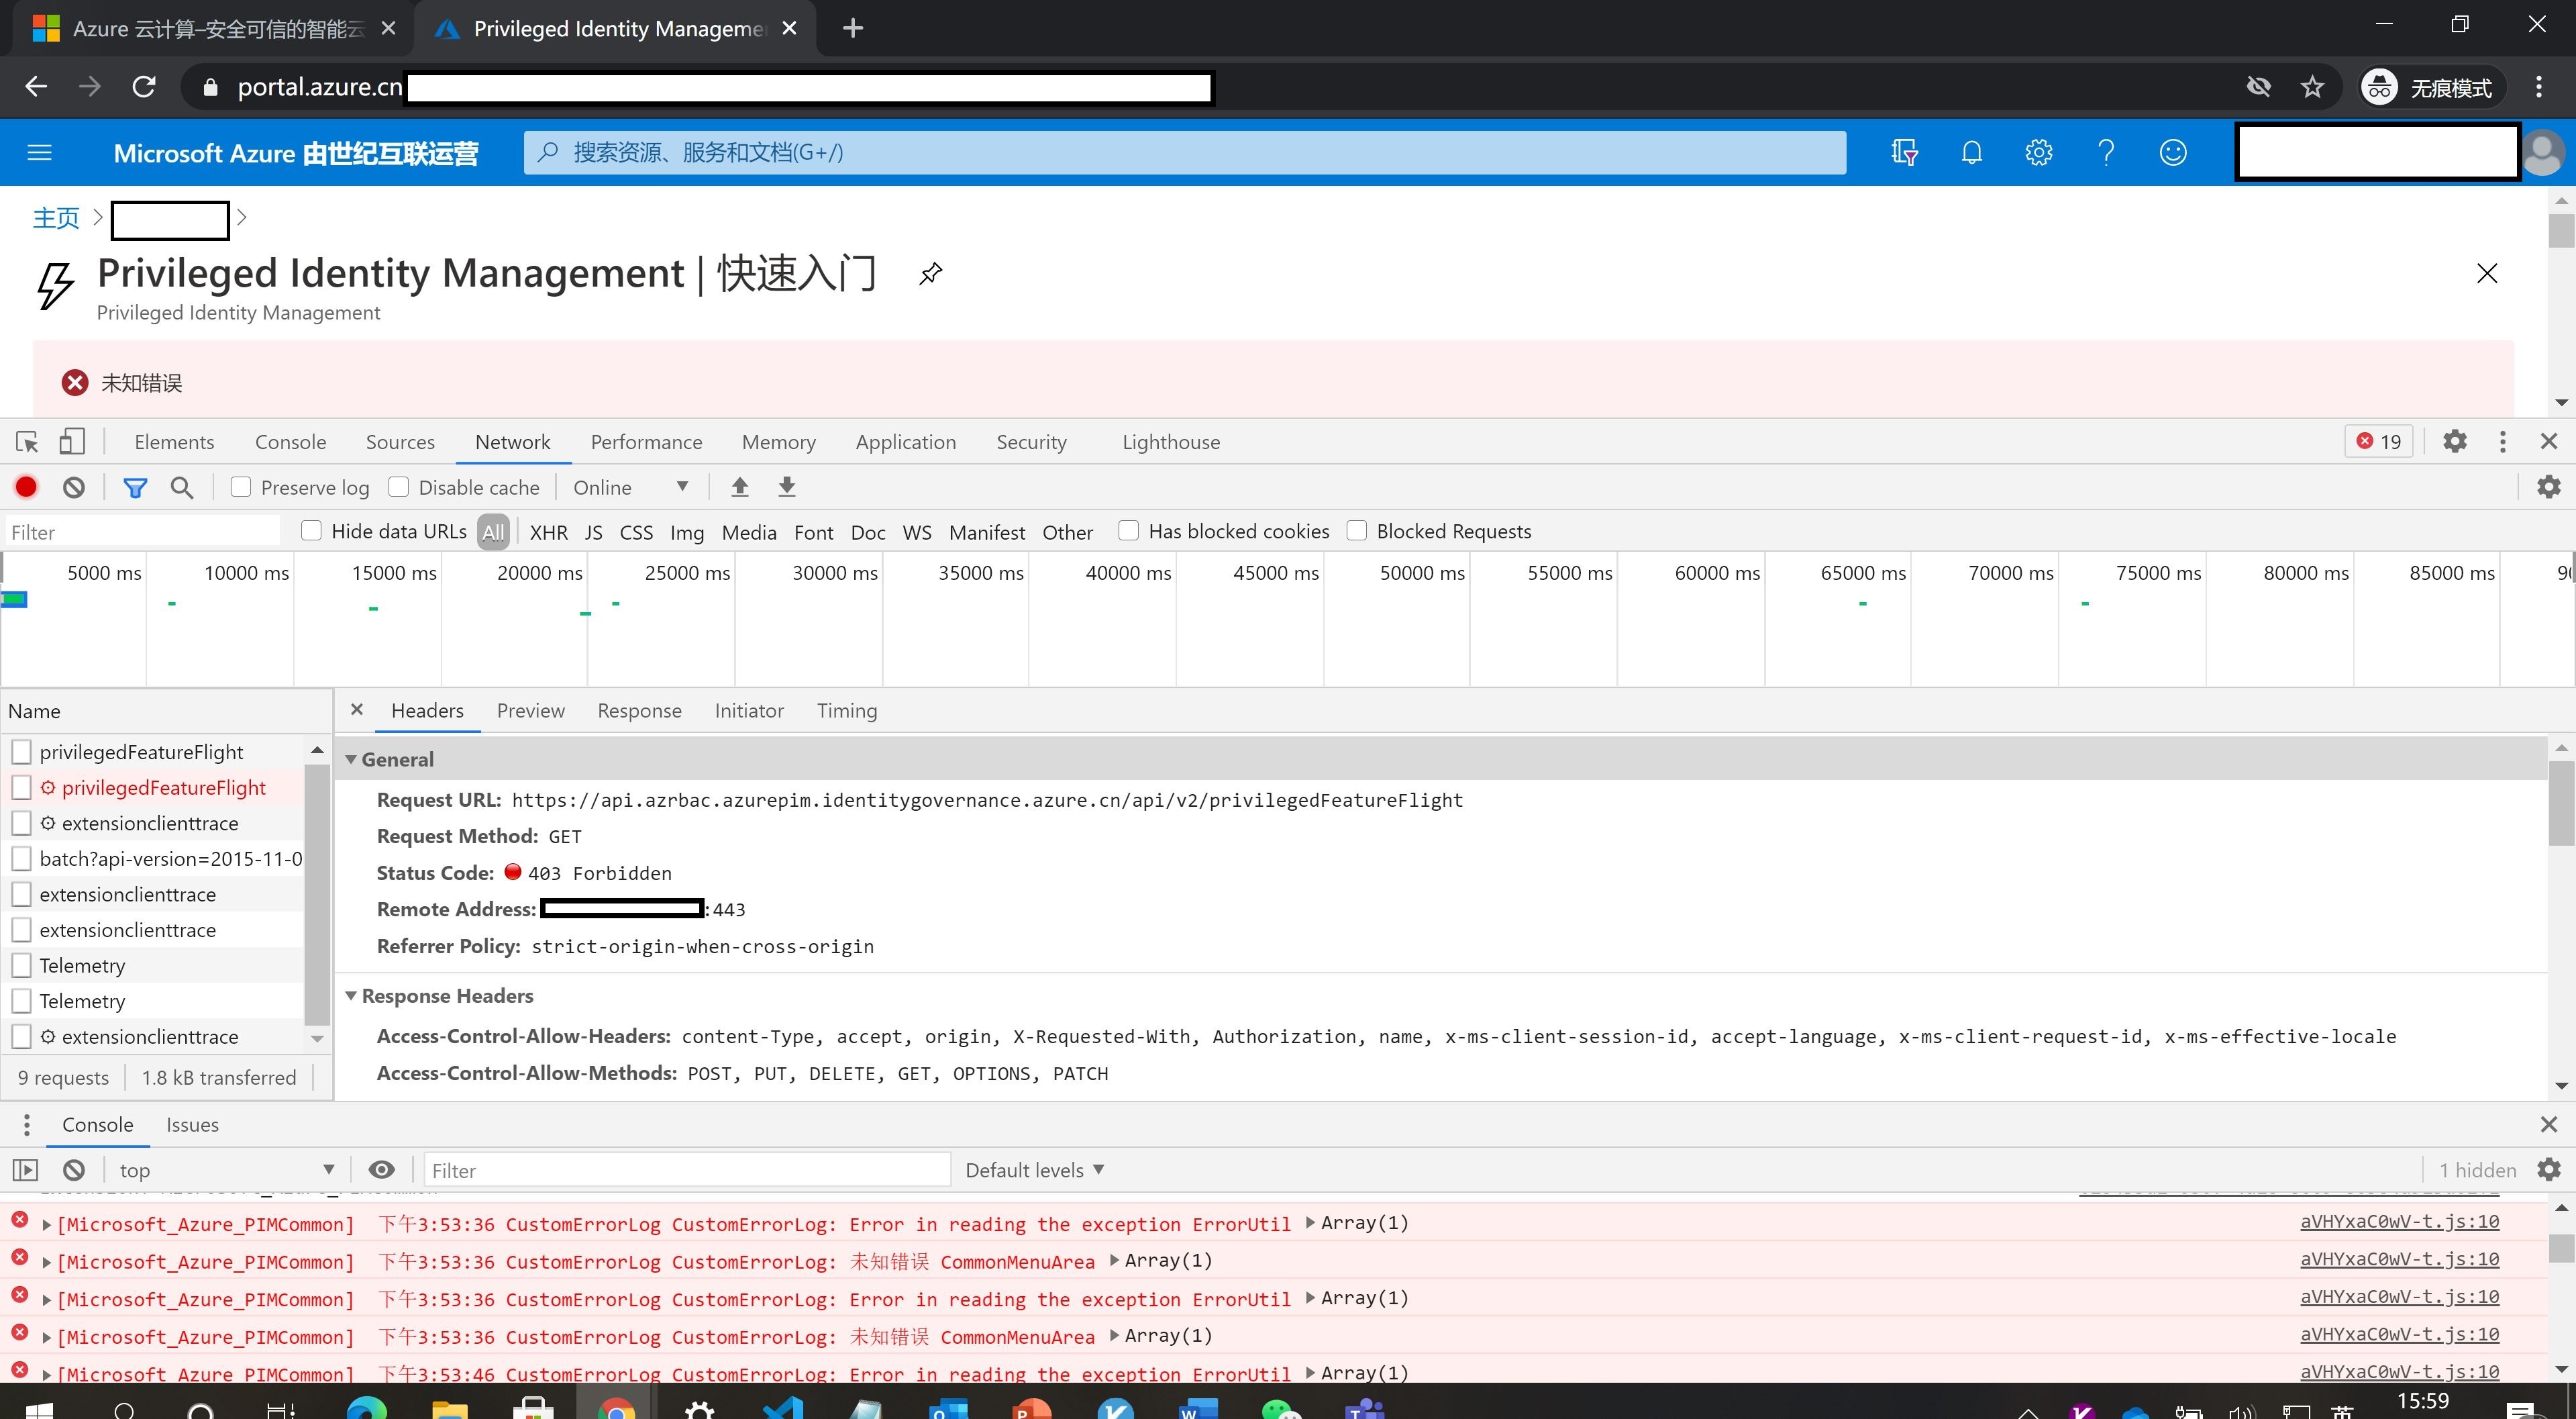 Azure 云计算–安全可信的智能云
Privileged Identity Manageme
portal.azure.cn
无痕模式
Microsoft Azure 由世纪互联运营
搜索资源、服务和文档(G+/)
主页
Privileged Identity Management | 快速入门
Privileged Identity Management
未知错误
Elements Console Sources Network Performance Memory Application Security Lighthouse 19
Preserve log Disable cache Online
Filter Hide data URLs All XHR JS CSS Img Media Font Doc WS Manifest Other Has blocked cookies Blocked Requests
5000 ms 10000 ms 15000 ms 20000 ms 25000 ms 30000 ms 35000 ms 40000 ms 45000 ms 50000 ms 55000 ms 60000 ms 65000 ms 70000 ms 75000 ms 80000 ms 85000 ms
Name
privilegedFeatureFlight
privilegedFeatureFlight
extensionclienttrace
batch?api-version=2015-11-0
extensionclienttrace
extensionclienttrace
Telemetry
Telemetry
extensionclienttrace
9 requests 1.8 kB transferred
Headers Preview Response Initiator Timing
General
Request URL: https://api.azrbac.azurepim.identitygovernance.azure.cn/api/v2/privilegedFeatureFlight
Request Method: GET
Status Code: 403 Forbidden
Remote Address: :443
Referrer Policy: strict-origin-when-cross-origin
Response Headers
Access-Control-Allow-Headers: content-Type, accept, origin, X-Requested-With, Authorization, name, x-ms-client-session-id, accept-language, x-ms-client-request-id, x-ms-effective-locale
Access-Control-Allow-Methods: POST, PUT, DELETE, GET, OPTIONS, PATCH
Console Issues
top Filter Default levels 1 hidden
[Microsoft_Azure_PIMCommon] 下午3:53:36 CustomErrorLog CustomErrorLog: Error in reading the exception ErrorUtil Array(1) aVHYxaC0wV-t.js:10
[Microsoft_Azure_PIMCommon] 下午3:53:36 CustomErrorLog CustomErrorLog: 未知错误 CommonMenuArea Array(1) aVHYxaC0wV-t.js:10
[Microsoft_Azure_PIMCommon] 下午3:53:36 CustomErrorLog CustomErrorLog: Error in reading the exception ErrorUtil Array(1) aVHYxaC0wV-t.js:10
[Microsoft_Azure_PIMCommon] 下午3:53:36 CustomErrorLog CustomErrorLog: 未知错误 CommonMenuArea Array(1) aVHYxaC0wV-t.js:10
[Microsoft_Azure_PIMCommon] 下午3:53:46 CustomErrorLog CustomErrorLog: Error in reading the exception ErrorUtil Array(1) aVHYxaC0wV-t.js:10
英 15:59